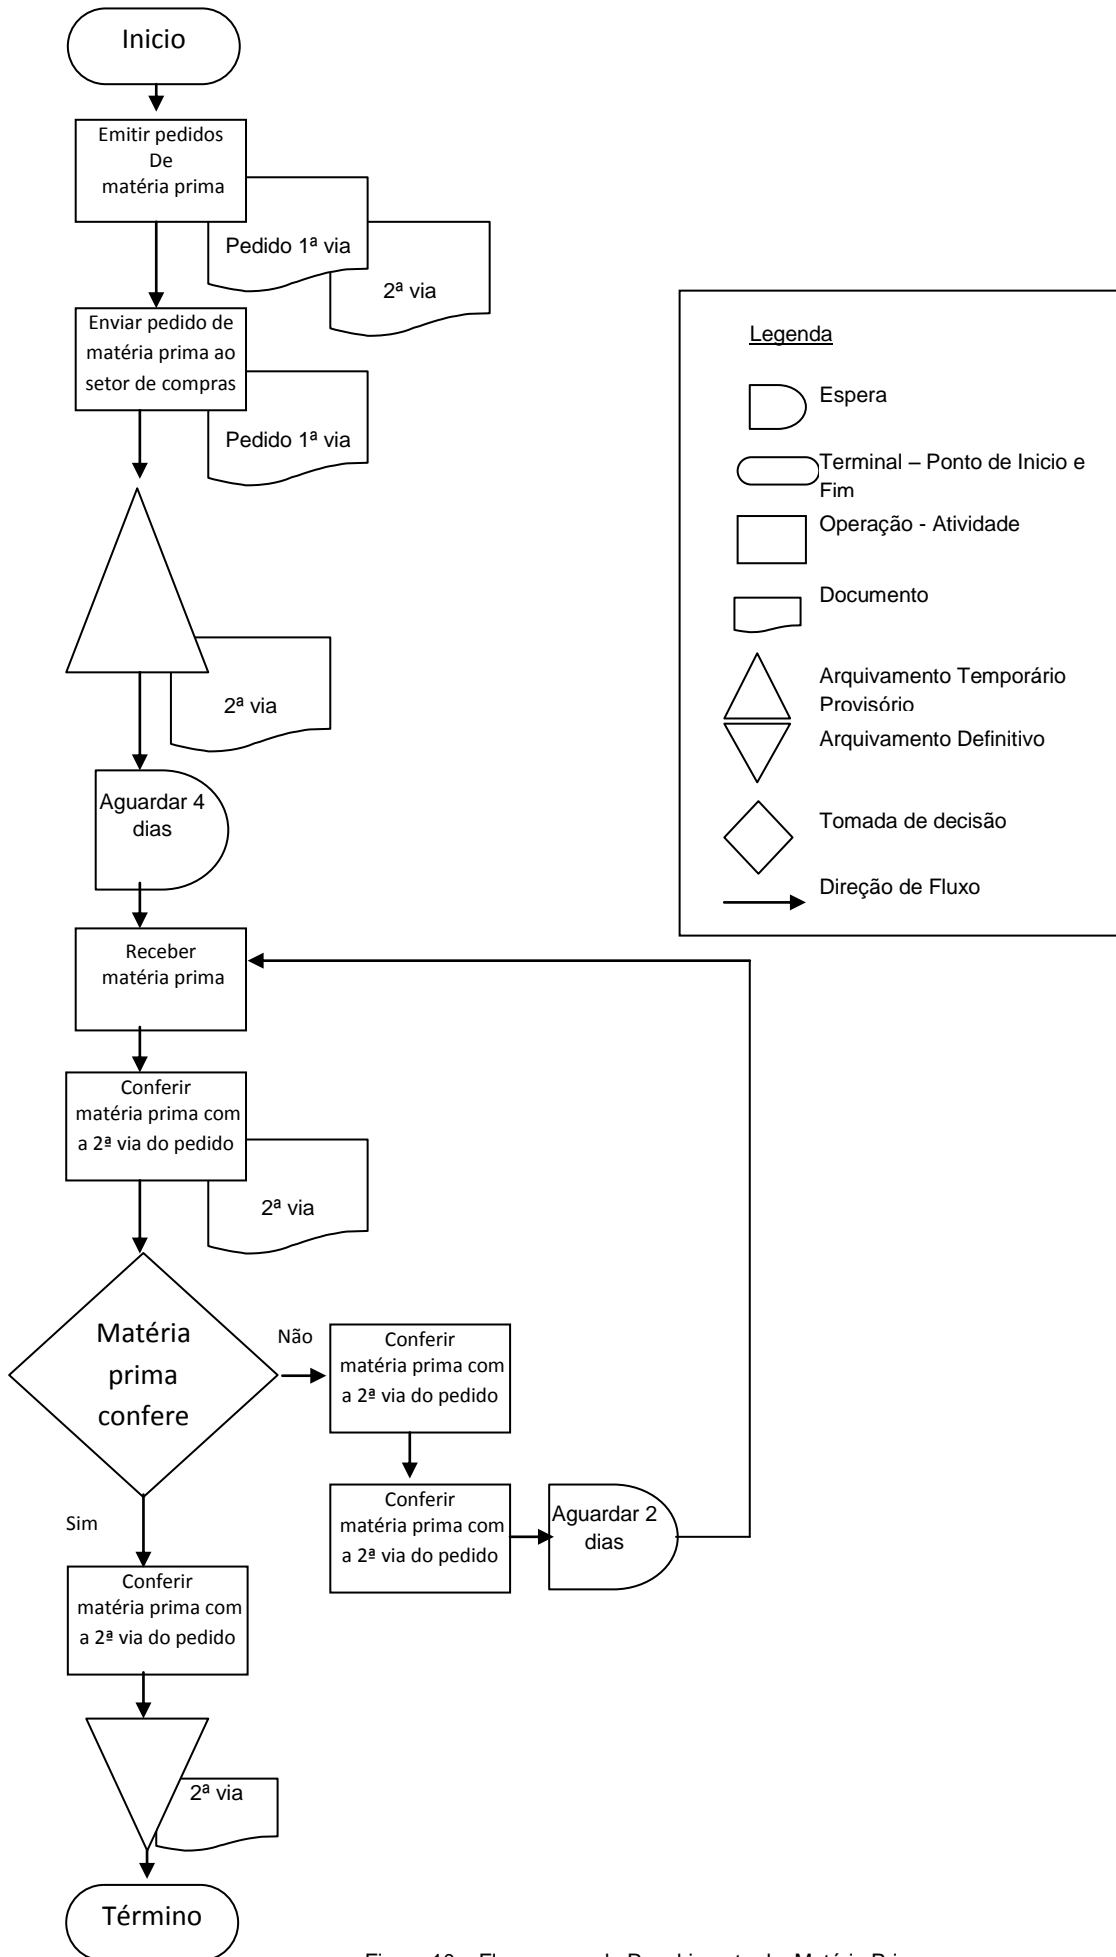 Inicio
Emitir pedidos
De
matéria prima
Pedido 1ª via
2ª via
Enviar pedido de
matéria prima ao
setor de compras
Pedido 1ª via
2ª via
Aguardar 4
dias
Receber
matéria prima
Conferir
matéria prima com
a 2ª via do pedido
2ª via
Matéria
prima
confere
Não
Conferir
matéria prima com
a 2ª via do pedido
Conferir
matéria prima com
a 2ª via do pedido
Aguardar 2
dias
Sim
Conferir
matéria prima com
a 2ª via do pedido
2ª via
Término
Legenda
Espera
Terminal – Ponto de Inicio e
Fim
Operação - Atividade
Documento
Arquivamento Temporário
Provisório
Arquivamento Definitivo
Tomada de decisão
Direção de Fluxo